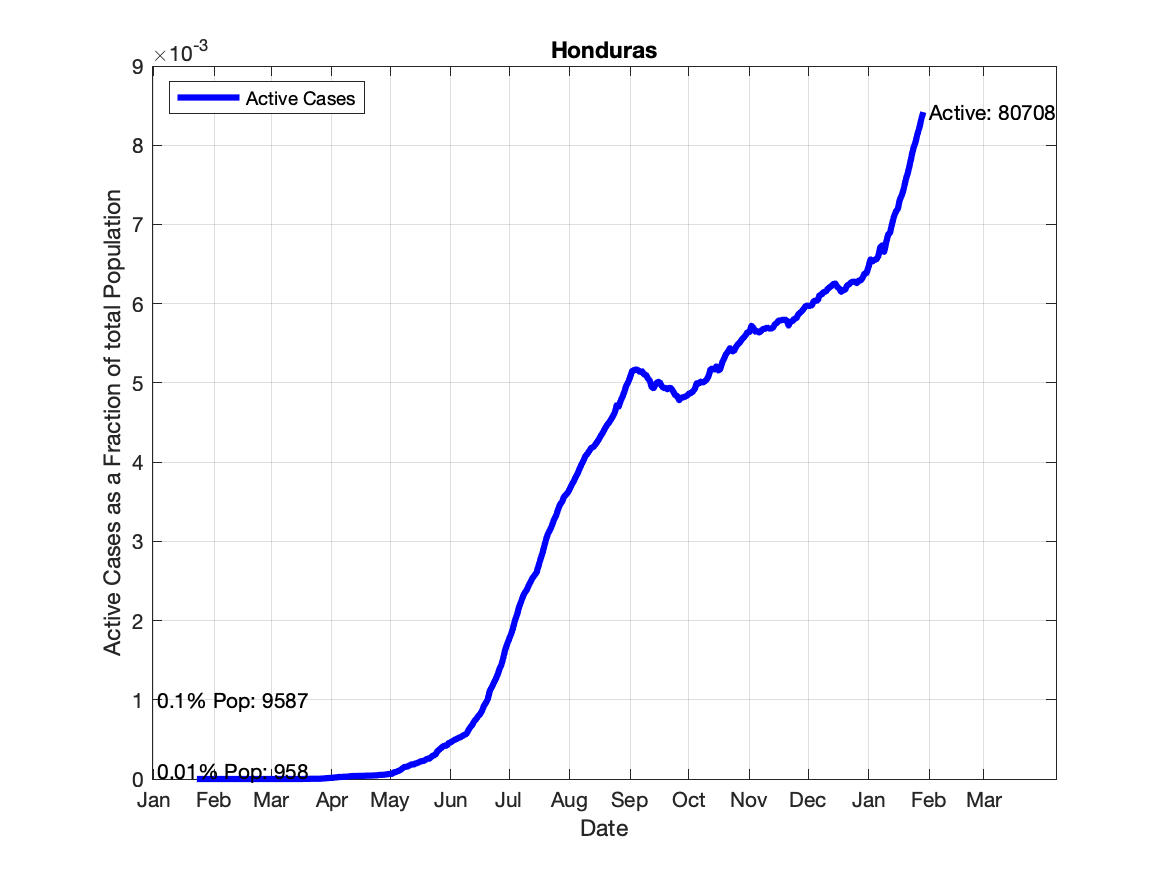 Honduras
×10-3
Active Cases
Active: 80708
9
8
7
6
5
4
3
2
1
0
Active Cases as a Fraction of total Population
0.1% Pop: 9587
0.01% Pop: 958
Jan Feb Mar Apr May Jun Jul Aug Sep Oct Nov Dec Jan Feb Mar
Date